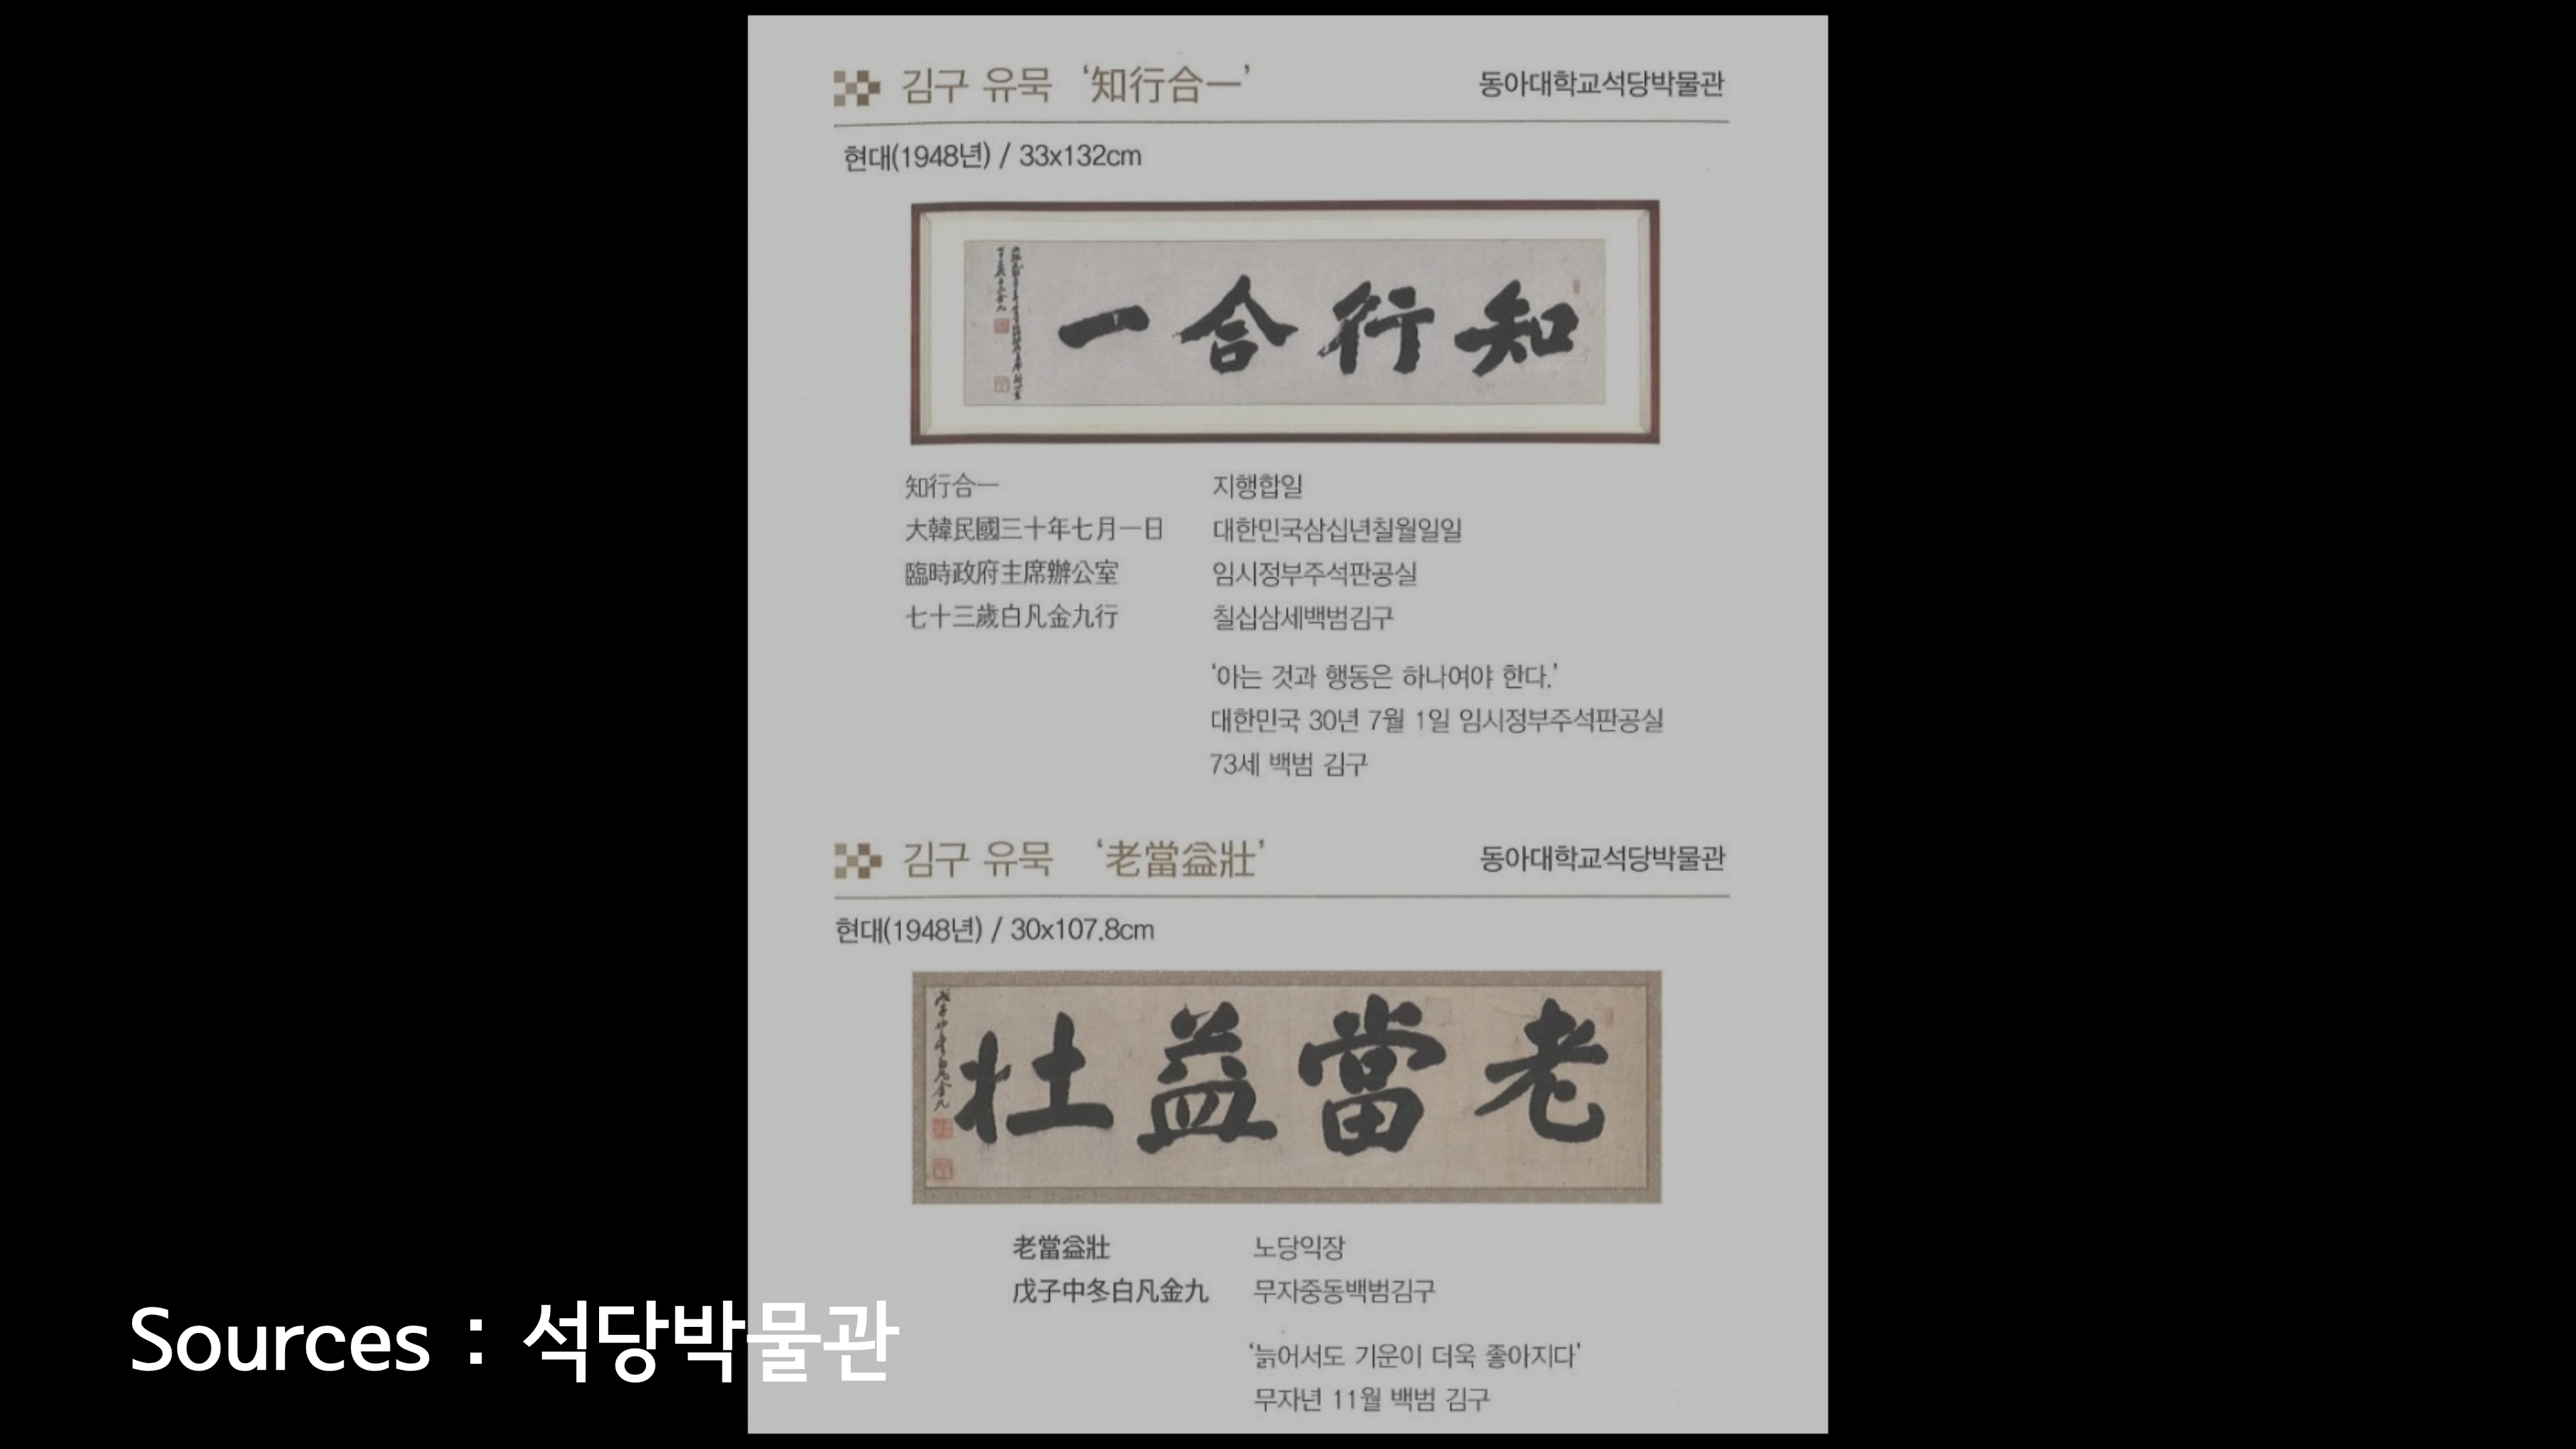 김구 유묵 ‘知行合一’ 동아대학교석당박물관
현대(1948년) / 33x132cm
一合行知
知行合一 지행합일
大韓民國三十年七月一日 대한민국삼십년칠월일일
臨時政府主席辦公室 임시정부주석판공실
七十三歲白凡金九行 칠십삼세백범김구
‘아는 것과 행동은 하나여야 한다.’
대한민국 30년 7월 1일 임시정부주석판공실
73세 백범 김구
김구 유묵 ‘老當益壯’ 동아대학교석당박물관
현대(1948년) / 30x107.8cm
壯益當老
老當益壯 노당익장
戊子中冬白凡金九 무자중동백범김구
‘늙어서도 기운이 더욱 좋아지다’
무자년 11월 백범 김구
Sources : 석당박물관